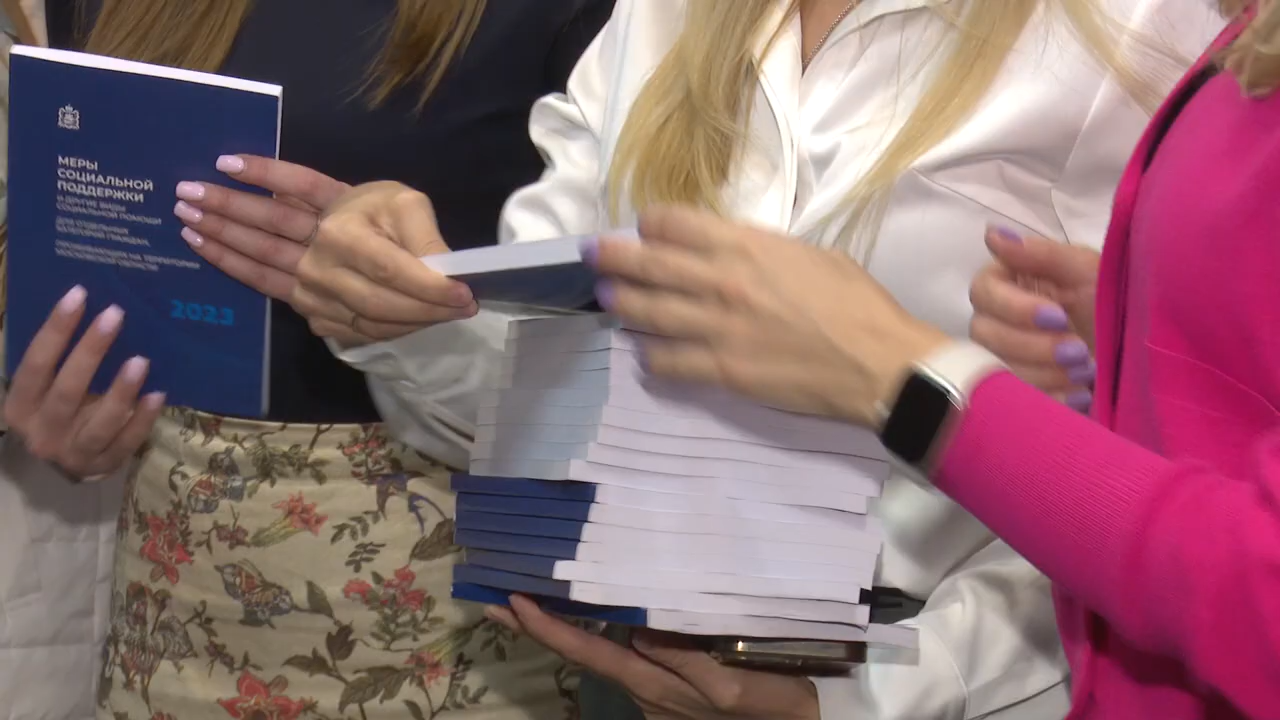 МЕРЫ
СОЦИАЛЬНОЙ
ПОДДЕРЖКИ
И ДРУГИЕ ВИДЫ
СОЦИАЛЬНОЙ ПОМОЩИ
ДЛЯ ОТДЕЛЬНЫХ
КАТЕГОРИЙ ГРАЖДАН,
ПРОЖИВАЮЩИХ НА ТЕРРИТОРИИ
МОСКОВСКОЙ ОБЛАСТИ
2023